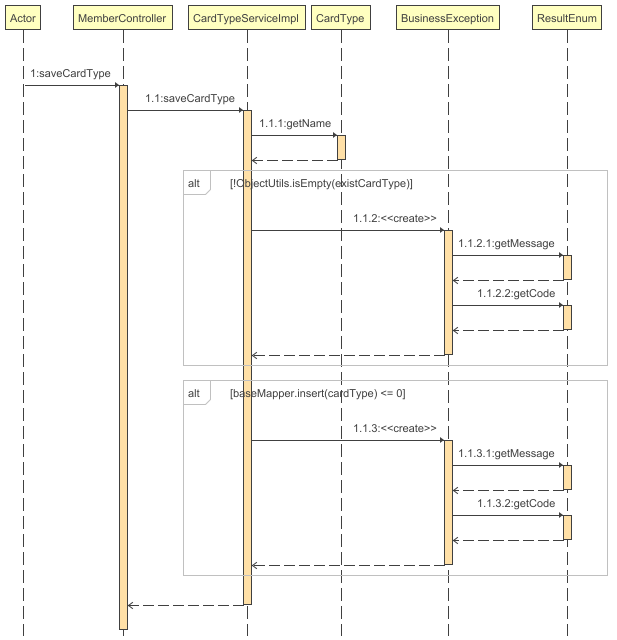 Actor MemberController CardTypeServiceImpl CardType BusinessException ResultEnum
1:saveCardType
1.1:saveCardType
1.1.1:getName
alt [!ObjectUtils.isEmpty(existCardType)]
1.1.2:<<create>>
1.1.2.1:getMessage
1.1.2.2:getCode
alt [baseMapper.insert(cardType) <= 0]
1.1.3:<<create>>
1.1.3.1:getMessage
1.1.3.2:getCode